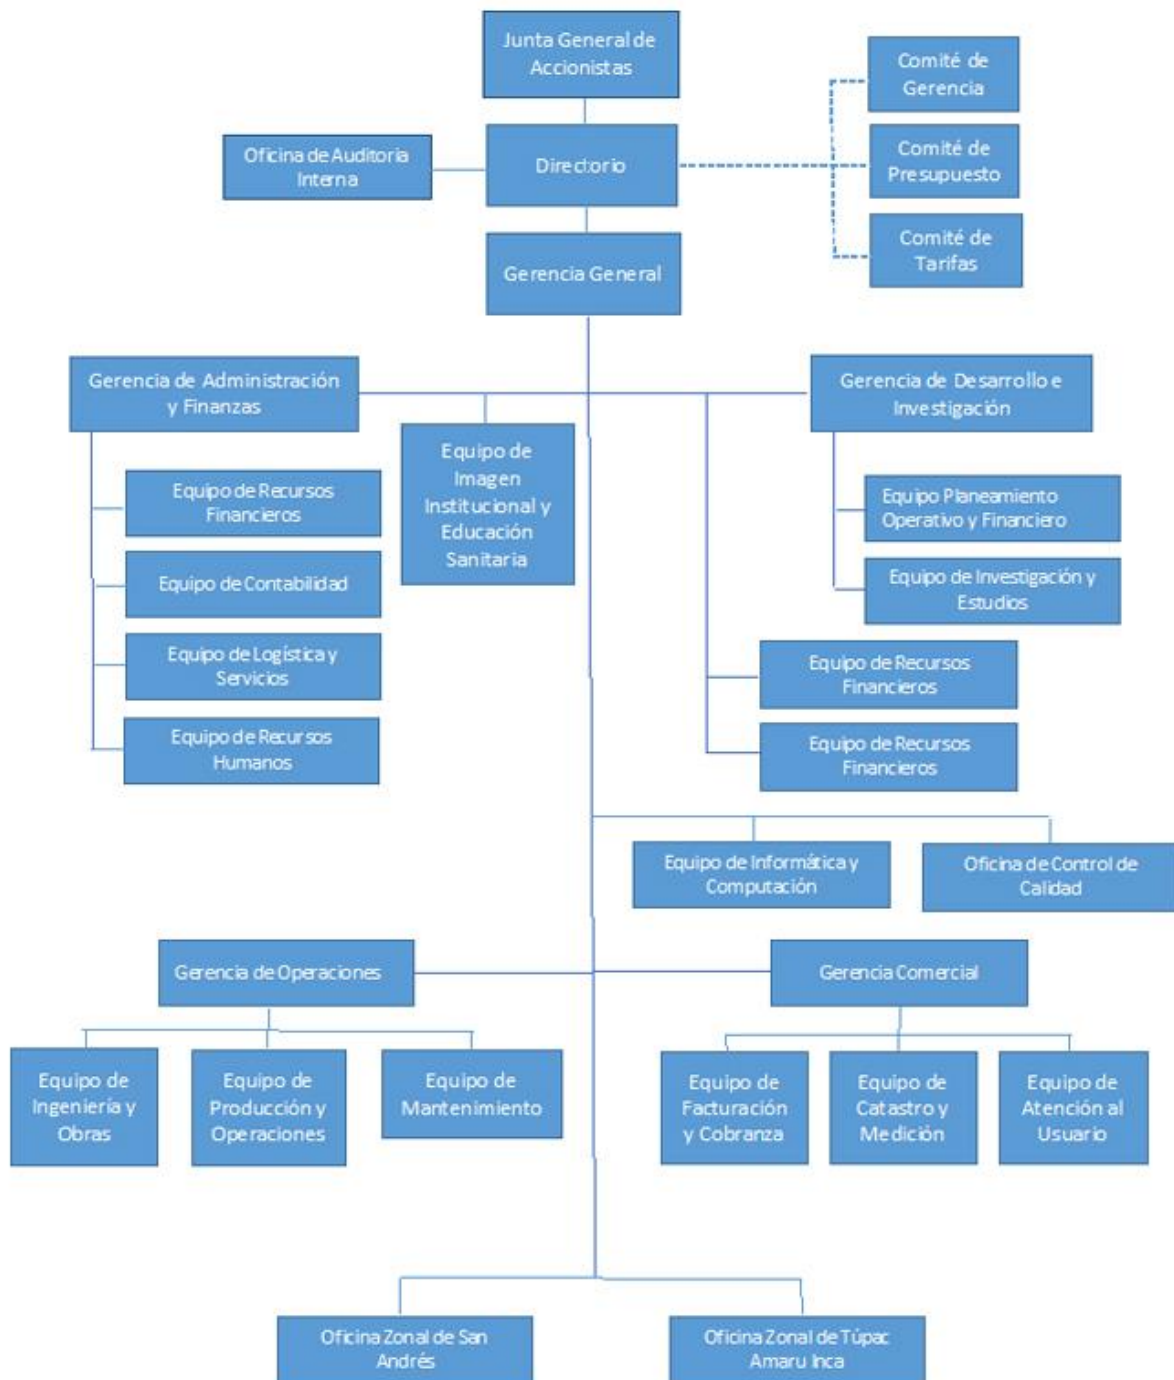 Junta General de
Accionistas
Comité de
Gerencia
Oficina de Auditoria
Interna
Directorio
Comité de
Presupuesto
Gerencia General
Comité de
Tarifas
Gerencia de Administración
y Finanzas
Gerencia de Desarrollo e
Investigación
Equipo de
Imagen
Institucional y
Educación
Sanitaria
Equipo de Recursos
Financieros
Equipo de Contabilidad
Equipo de Logística y
Servicios
Equipo de Recursos
Humanos
Equipo Planeamiento
Operativo y Financiero
Equipo de Investigación y
Estudios
Equipo de Recursos
Financieros
Equipo de Recursos
Financieros
Equipo de Informática y
Computación
Oficina de Control de
Calidad
Gerencia de Operaciones
Gerencia Comercial
Equipo de
Ingeniería y
Obras
Equipo de
Producción y
Operaciones
Equipo de
Mantenimiento
Equipo de
Facturación
y Cobranza
Equipo de
Catastro y
Medición
Equipo de
Atención al
Usuario
Oficina Zonal de San
Andrés
Oficina Zonal de Túpac
Amaru Inca